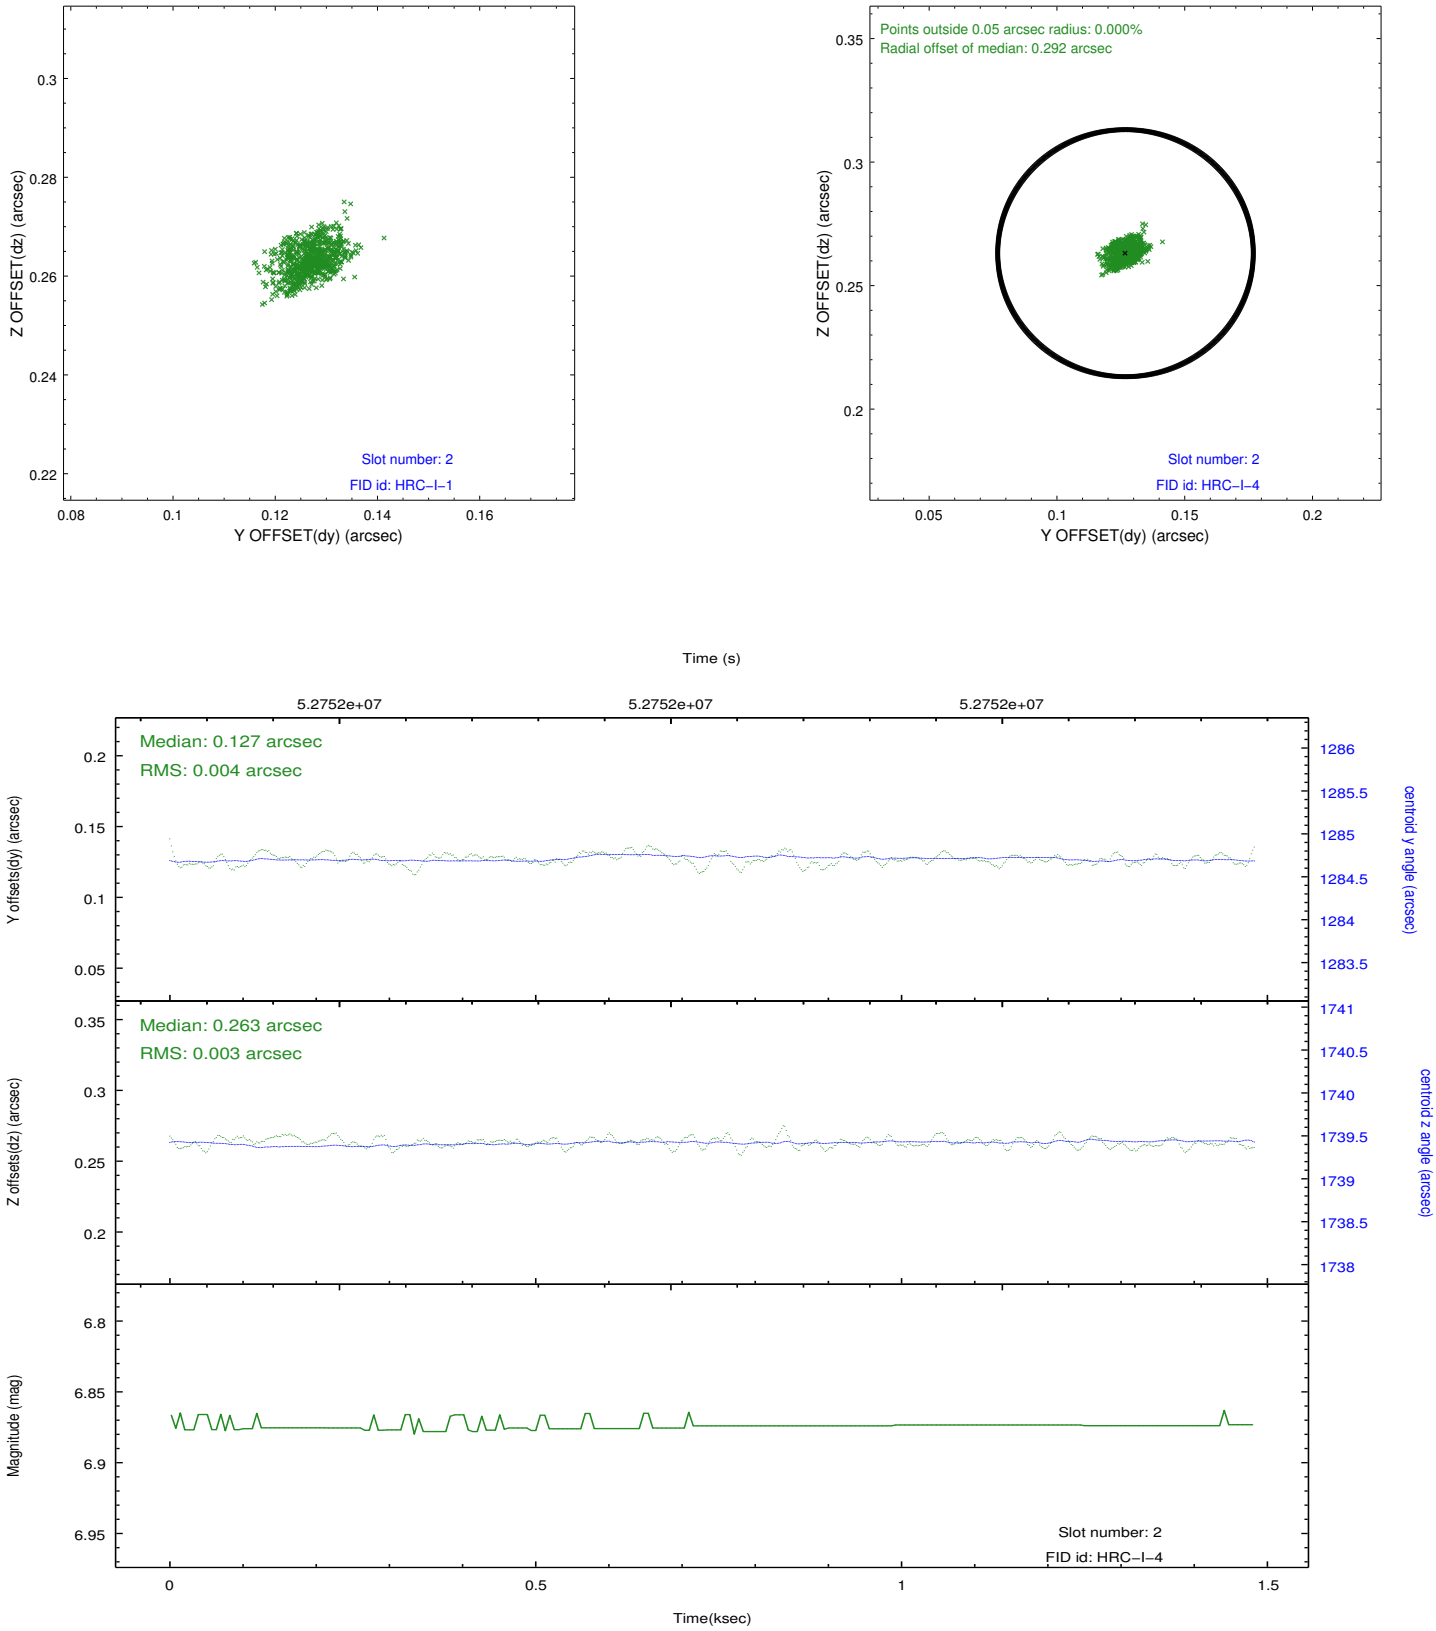 0.3
0.28
0.26
0.24
0.22
Z OFFSET(dz) (arcsec)
Slot number: 2
FID id: HRC-I-1
0.08
0.1
0.12
0.14
0.16
Y OFFSET(dy) (arcsec)
Points outside 0.05 arcsec radius: 0.000%
Radial offset of median: 0.292 arcsec
0.35
0.3
0.25
0.2
Z OFFSET(dz) (arcsec)
Slot number: 2
FID id: HRC-I-4
0.05
0.1
0.15
0.2
Y OFFSET(dy) (arcsec)
Time (s)
5.2752e+07
5.2752e+07
5.2752e+07
Median: 0.127 arcsec
RMS: 0.004 arcsec
0.2
0.15
0.1
0.05
Y offsets(dy) (arcsec)
1286
1285.5
1285
1284.5
1284
1283.5
centroid y angle (arcsec)
Median: 0.263 arcsec
RMS: 0.003 arcsec
0.35
0.3
0.25
0.2
Z offsets(dz) (arcsec)
1741
1740.5
1740
1739.5
1739
1738.5
1738
centroid z angle (arcsec)
6.8
6.85
6.9
6.95
Magnitude (mag)
Slot number: 2
FID id: HRC-I-4
0
0.5
1
1.5
Time(ksec)